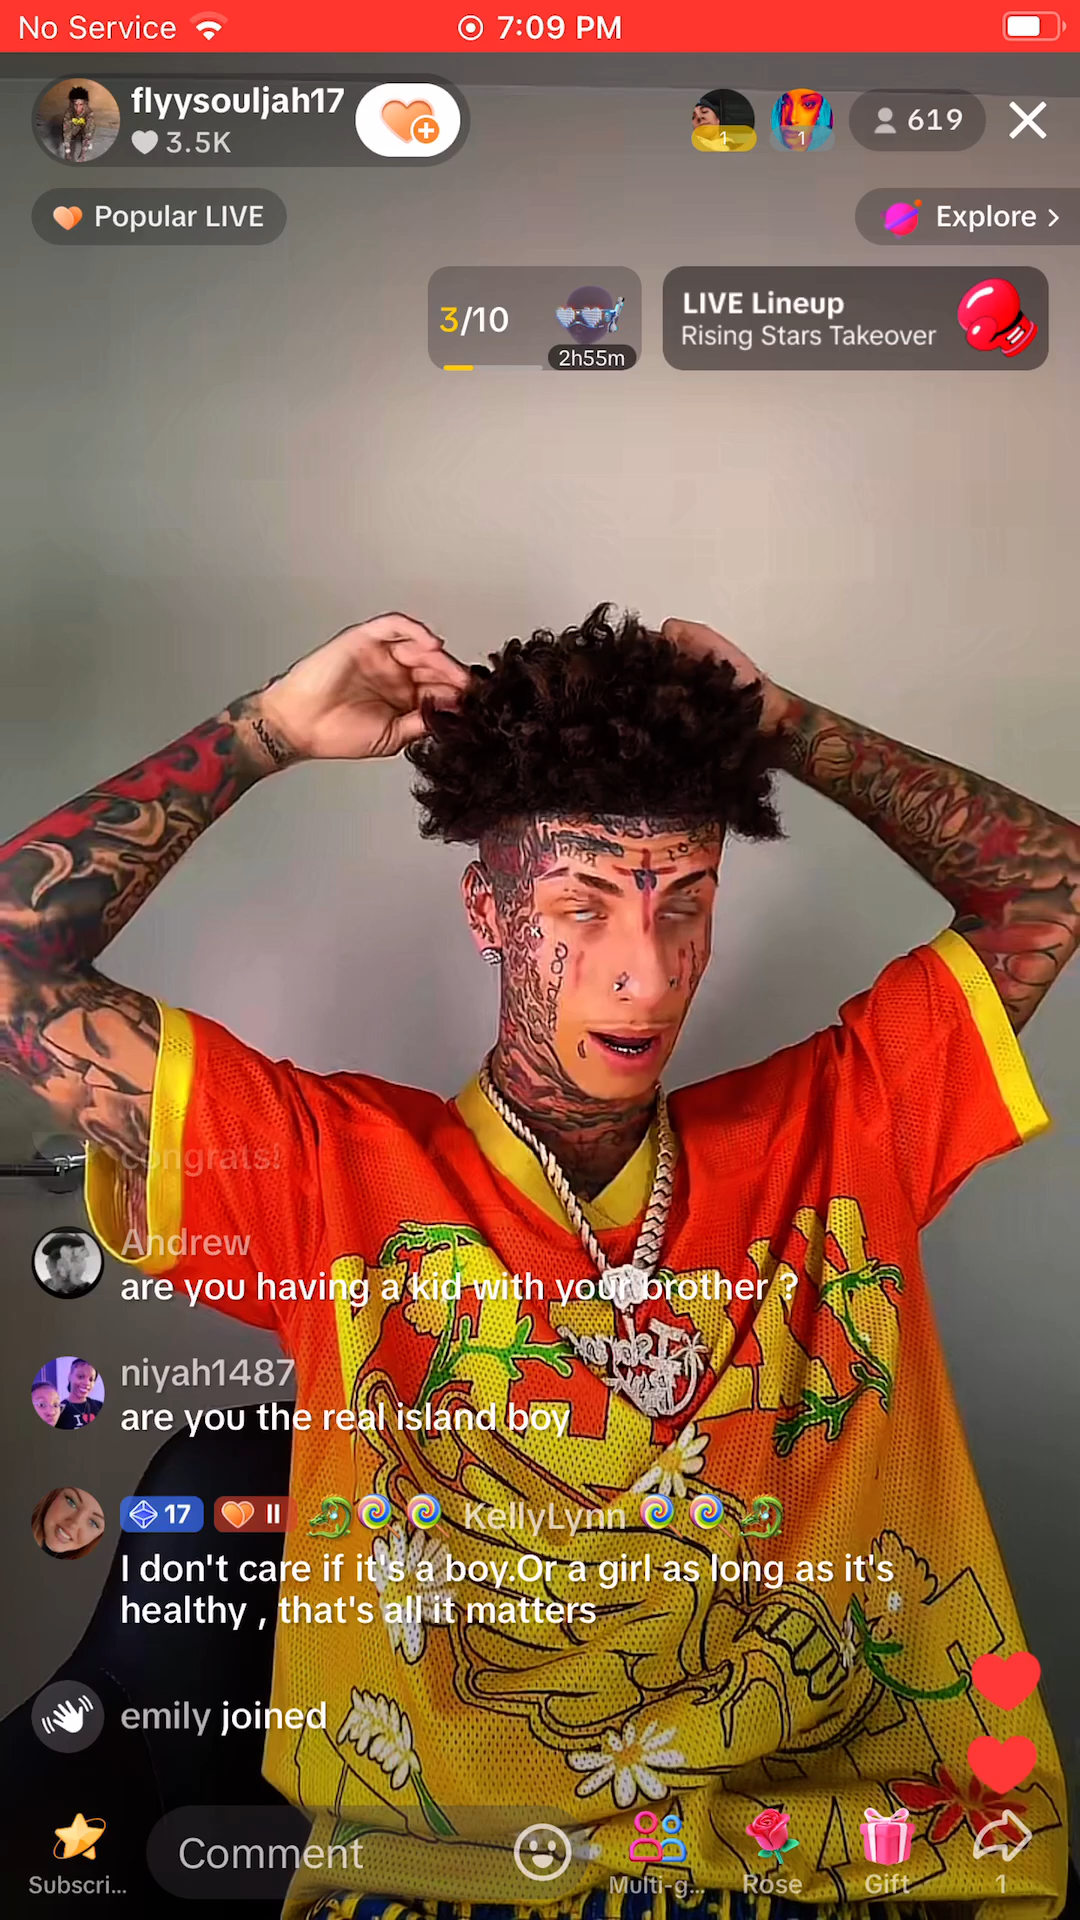 No Service
7:09 PM
flyysouljah17
3.5K
1
1
619
Popular LIVE
Explore >
3/10
2h55m
LIVE Lineup
Rising Stars Takeover
congrats!
Andrew
are you having a kid with your brother ?
niyah1487
are you the real island boy
17
II
KellyLynn
I don't care if it's a boy.Or a girl as long as it's
healthy , that's all it matters
emily joined
Comment
Subscri...
Multi-g...
Rose
Gift
1